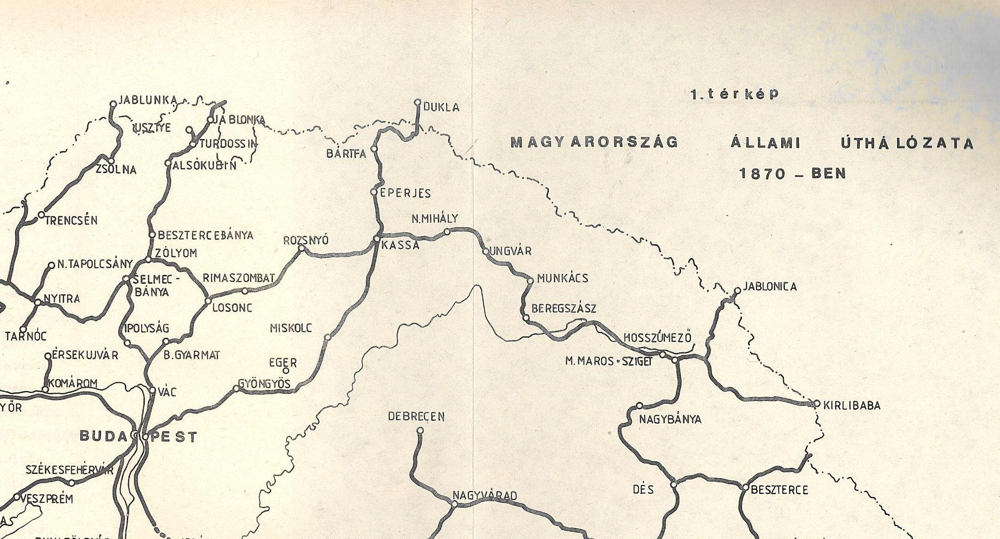 1. térkép
MAGYARORSZÁG ÁLLAMI ÚTHÁLÓZATA
1870 - BEN
JABLUNKA
DUKLA
JABLONKA
USZTYE
TURDOSSIN
BÁRTFA
ALSÓKUBIN
ZSOLNA
EPERJES
TRENCSÉN
N.MIHÁLY
BESZTERCEBÁNYA
ROZSNYÓ
KASSA
UNGVÁR
ZÓLYOM
N.TAPOLCSÁNY
SELMEC-
BÁNYA
RIMASZOMBAT
MUNKÁCS
JABLONICA
NYITRA
LOSONC
BEREGSZÁSZ
IPOLYSÁG
MISKOLC
TARNÓC
HOSSZÚMEZŐ
ÉRSEKUJVÁR
B.GYARMAT
EGER
M.MAROS-SZIGET
KOMÁROM
GYÖNGYÖS
VÁC
YŐR
KIRLIBABA
DEBRECEN
NAGYBÁNYA
BUDA PEST
SZÉKESFEHÉRVÁR
DÉS
BESZTERCE
VESZPRÉM
NAGYVÁRAD
A